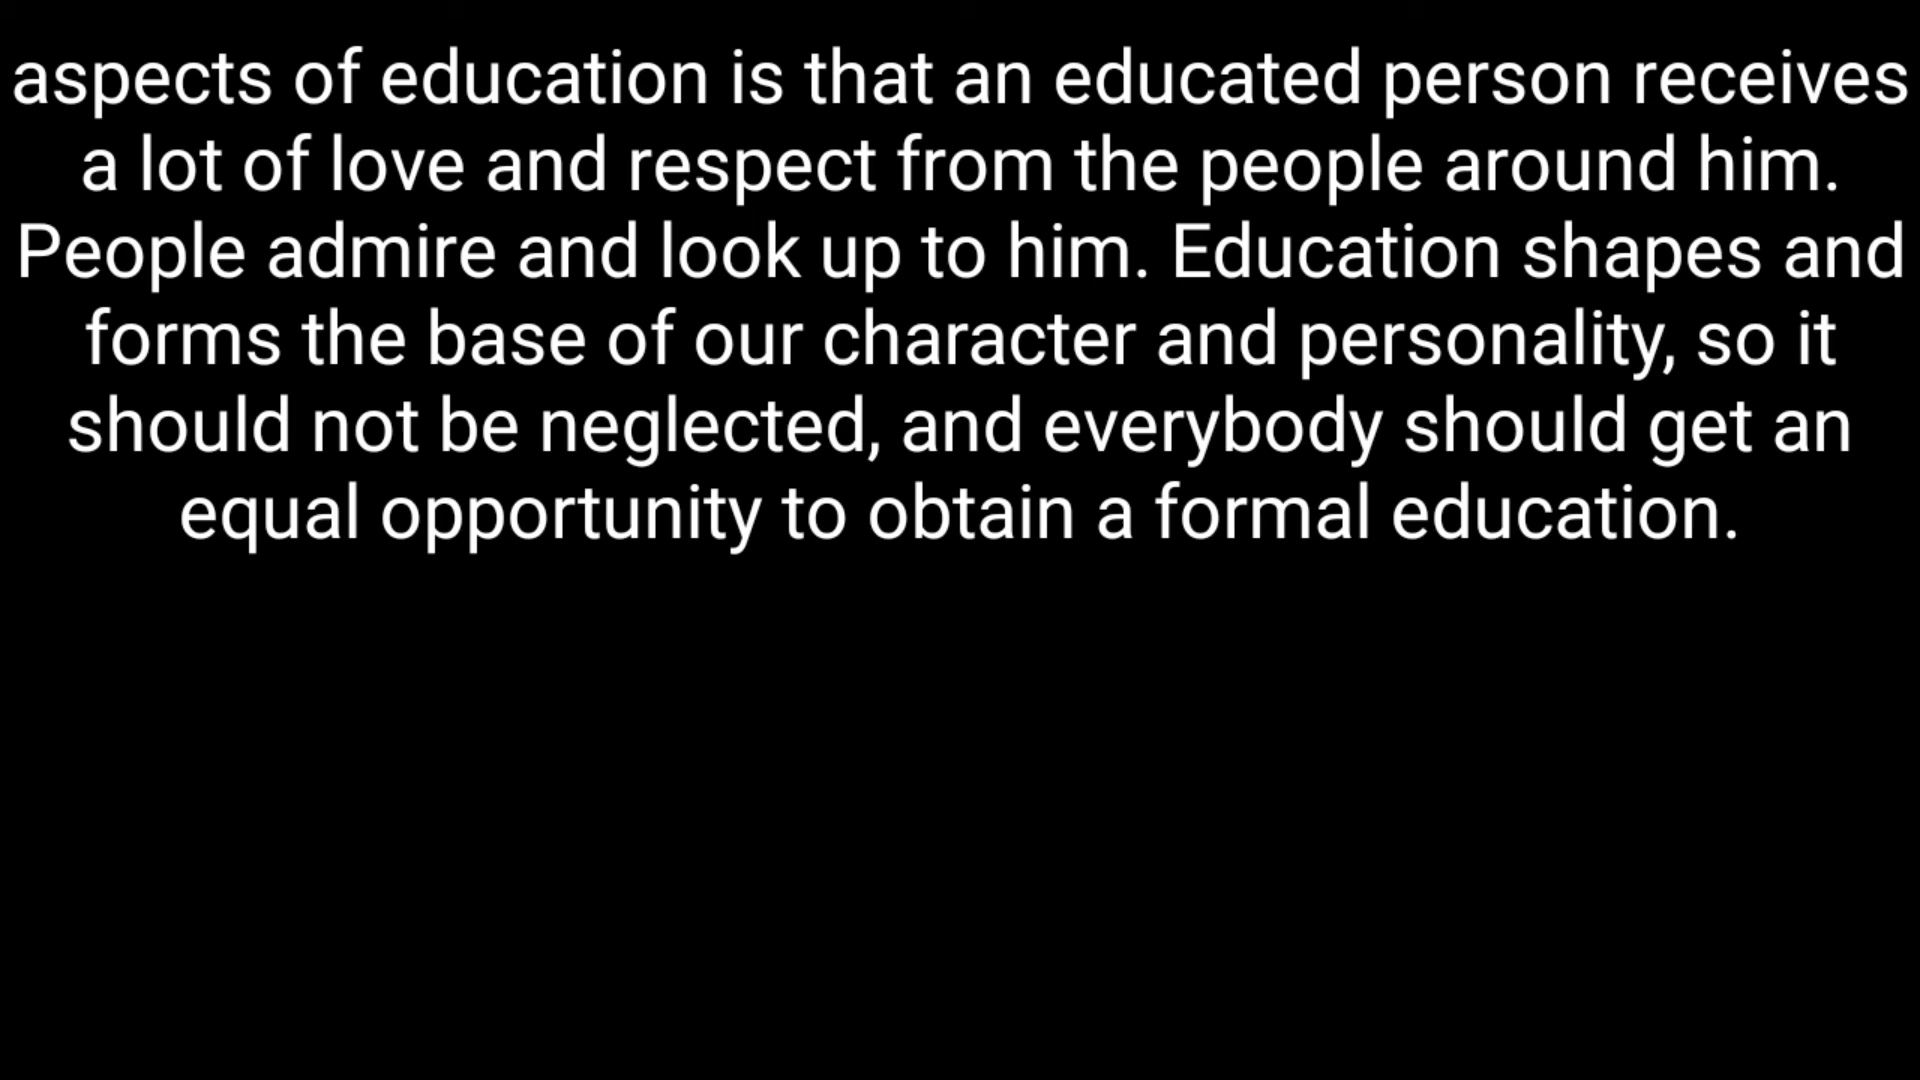 aspects of education is that an educated person receives
a lot of love and respect from the people around him.
People admire and look up to him. Education shapes and
forms the base of our character and personality, so it
should not be neglected, and everybody should get an
equal opportunity to obtain a formal education.